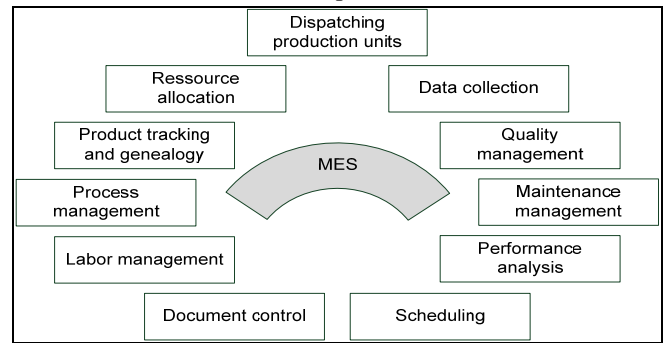 Dispatching
production units
Ressource
allocation
Data collection
Product tracking
and genealogy
Quality
management
MES
Process
management
Maintenance
management
Labor management
Performance
analysis
Document control
Scheduling